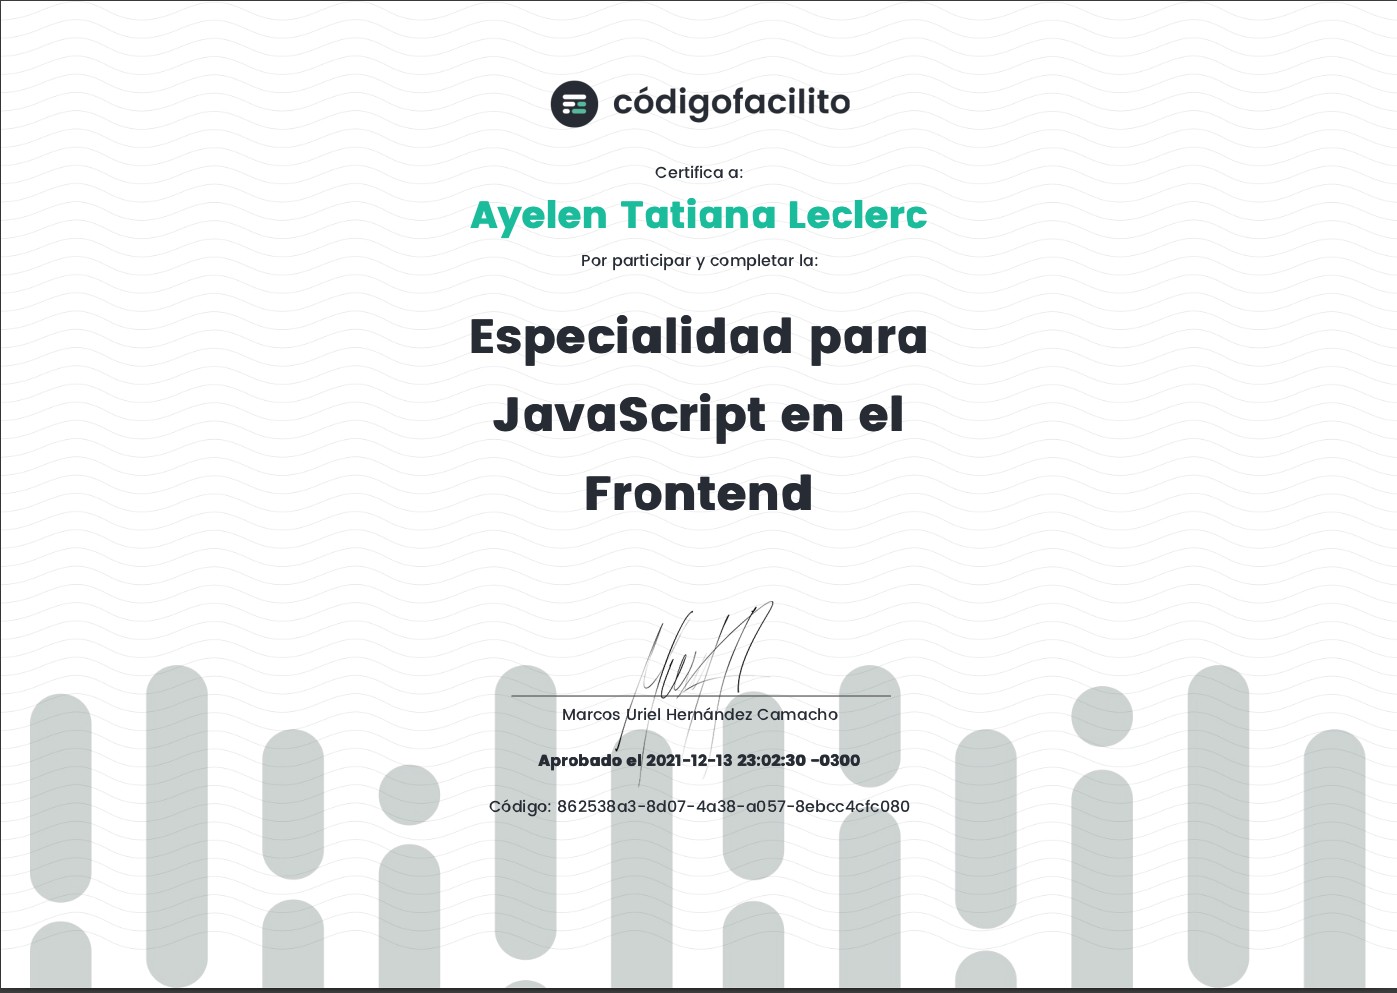 códigofacilito
Certifica a:
Ayelen Tatiana Leclerc
Por participar y completar la:
Especialidad para
JavaScript en el
Frontend
Marcos Uriel Hernández Camacho
Aprobado el 2021-12-13 23:02:30 -0300
Código: 862538a3-8d07-4a38-a057-8ebcc4cfc080